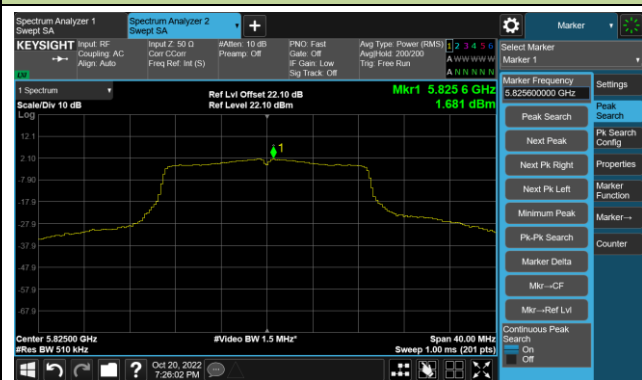 Spectrum Analyzer 1
Swept SA
Spectrum Analyzer 2
Swept SA
Marker
KEYSIGHT
Input: RF
Coupling: AC
Align: Auto
Input Z: 50 Ω
Corr CCorr
Freq Ref: Int (S)
#Atten: 10 dB
Preamp: Off
PNO: Fast
Gate: Off
IF Gain: Low
Sig Track: Off
Avg Type: Power (RMS)
Avg|Hold: 200/200
Trig: Free Run
1 2 3 4 5 6
A W W W W W
A N N N N N
LXI
Select Marker
Marker 1
1 Spectrum
Scale/Div 10 dB
Log
Ref Lvl Offset 22.10 dB
Ref Level 22.10 dBm
Mkr1 5.825 6 GHz
1.681 dBm
12.1
2.10
-7.90
-17.9
-27.9
-37.9
-47.9
-57.9
-67.9
1
Center 5.82500 GHz
#Res BW 510 kHz
#Video BW 1.5 MHz*
Span 40.00 MHz
Sweep 1.00 ms (201 pts)
Marker Frequency
5.825600000 GHz
Peak Search
Next Peak
Next Pk Right
Next Pk Left
Minimum Peak
Pk-Pk Search
Marker Delta
Mkr→CF
Mkr→Ref Lvl
Continuous Peak
Search
On
Off
Settings
Peak
Search
Pk Search
Config
Properties
Marker
Function
Marker→
Counter
Oct 20, 2022
7:26:02 PM